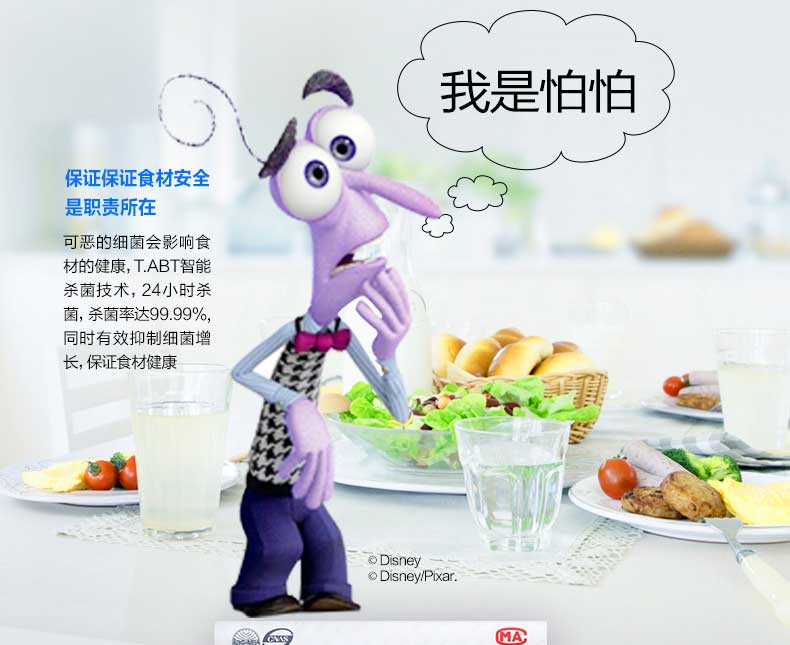 我是怕怕
保证保证食材安全
是职责所在
可恶的细菌会影响食
材的健康，T.ABT智能
杀菌技术，24小时杀
菌，杀菌率达99.99%，
同时有效抑制细菌增
长，保证食材健康
© Disney
© Disney/Pixar.
CNAS
MA